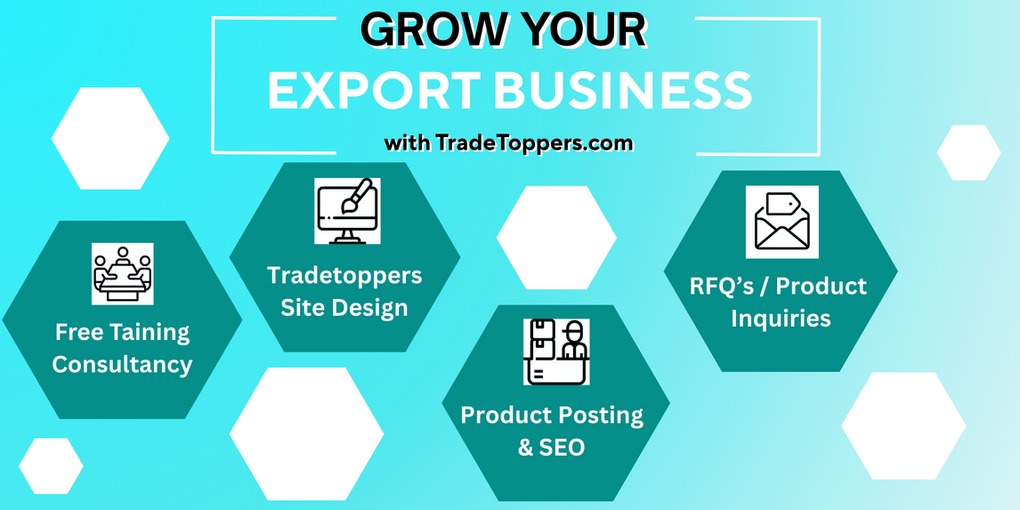 GROW YOUR
EXPORT BUSINESS
with TradeToppers.com
Free Taining
Consultancy
Tradetoppers
Site Design
Product Posting
& SEO
RFQ’s / Product
Inquiries